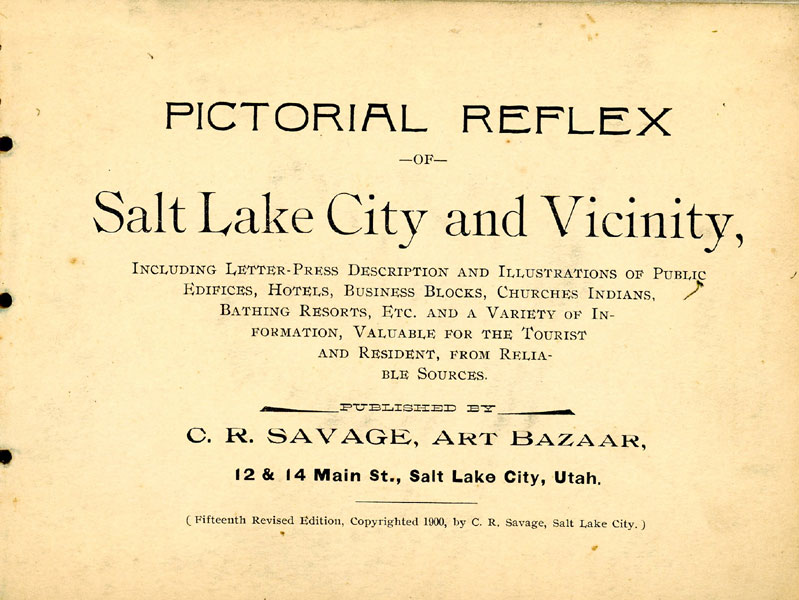 PICTORIAL REFLEX
—OF—
Salt Lake City and Vicinity,
Including Letter-Press Description and Illustrations of Public
Edifices, Hotels, Business Blocks, Churches Indians,
Bathing Resorts, Etc. and a Variety of In-
formation, Valuable for the Tourist
and Resident, from Relia-
ble Sources.
PUBLISHED BY
C. R. SAVAGE, ART BAZAAR,
12 & 14 Main St., Salt Lake City, Utah.
( Fifteenth Revised Edition, Copyrighted 1900, by C. R. Savage, Salt Lake City. )